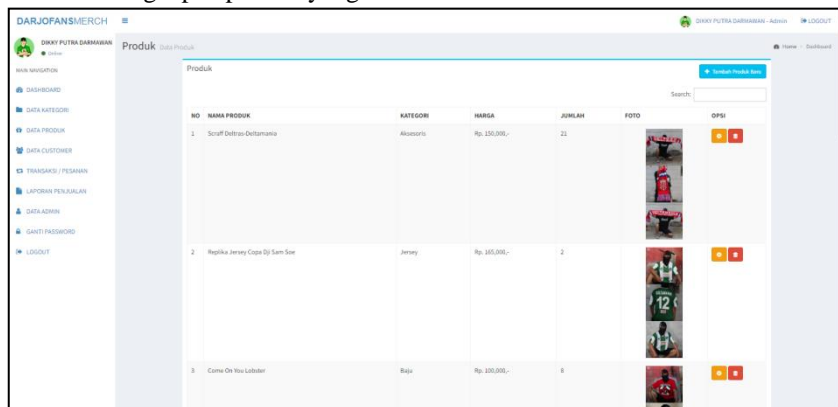 DARJOFANSMERCH
DIKKY PUTRA DARMAWAN - Admin LOGOUT
DIKKY PUTRA DARMAWAN
Online
Produk Data Produk
Home > Dashboard
MAIN NAVIGATION
DASHBOARD
DATA KATEGORI
DATA PRODUK
DATA CUSTOMER
TRANSAKSI / PESANAN
LAPORAN PENJUALAN
DATA ADMIN
GANTI PASSWORD
LOGOUT
Produk
+ Tambah Produk Baru
Search:
NO NAMA PRODUK KATEGORI HARGA JUMLAH FOTO OPSI
1 Scraff Deltras-Deltamania Aksesoris Rp. 150,000,- 21
2 Replika Jersey Copa Dji Sam Soe Jersey Rp. 165,000,- 2
12
3 Come On You Lobster Baju Rp. 100,000,- 8